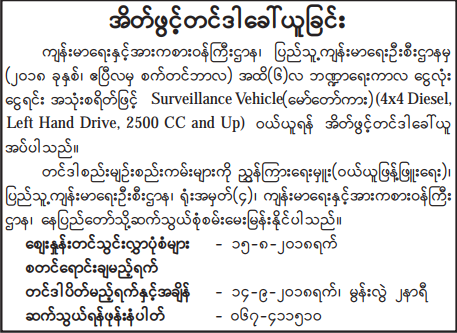 အိတ်ဖွင့်တင်ဒါခေါ်ယူခြင်း
ကျန်းမာရေးနှင့်အားကစားဝန်ကြီးဌာန၊ ပြည်သူ့ကျန်းမာရေးဦးစီးဌာနမှ
(၂၀၁၈ ခုနှစ်၊ ဧပြီလမှ စက်တင်ဘာလ) အထိ(၆)လ ဘဏ္ဍာရေးကာလ ငွေလုံး
ငွေရင်း အသုံးစရိတ်ဖြင့် Surveillance Vehicle(မော်တော်ကား)(4x4 Diesel,
Left Hand Drive, 2500 CC and Up) ဝယ်ယူရန် အိတ်ဖွင့်တင်ဒါခေါ်ယူ
အပ်ပါသည်။
တင်ဒါစည်းမျဉ်းစည်းကမ်းများကို ညွှန်ကြားရေးမှူး(ဝယ်ယူဖြန့်ဖြူးရေး)၊
ပြည်သူ့ကျန်းမာရေးဦးစီးဌာန၊ ရုံးအမှတ်(၄)၊ ကျန်းမာရေးနှင့်အားကစားဝန်ကြီး
ဌာန၊ နေပြည်တော်သို့ဆက်သွယ်စုံစမ်းမေးမြန်းနိုင်ပါသည်။
ဈေးနှုန်းတင်သွင်းလွှာပုံစံများ - ၁၅-၈-၂၀၁၈ရက်
စတင်ရောင်းချမည့်ရက်
တင်ဒါပိတ်မည့်ရက်နှင့်အချိန် - ၁၄-၉-၂၀၁၈ရက်၊ မွန်းလွဲ ၂နာရီ
ဆက်သွယ်ရန်ဖုန်းနံပါတ် - ၀၆၇-၄၁၁၅၁၀